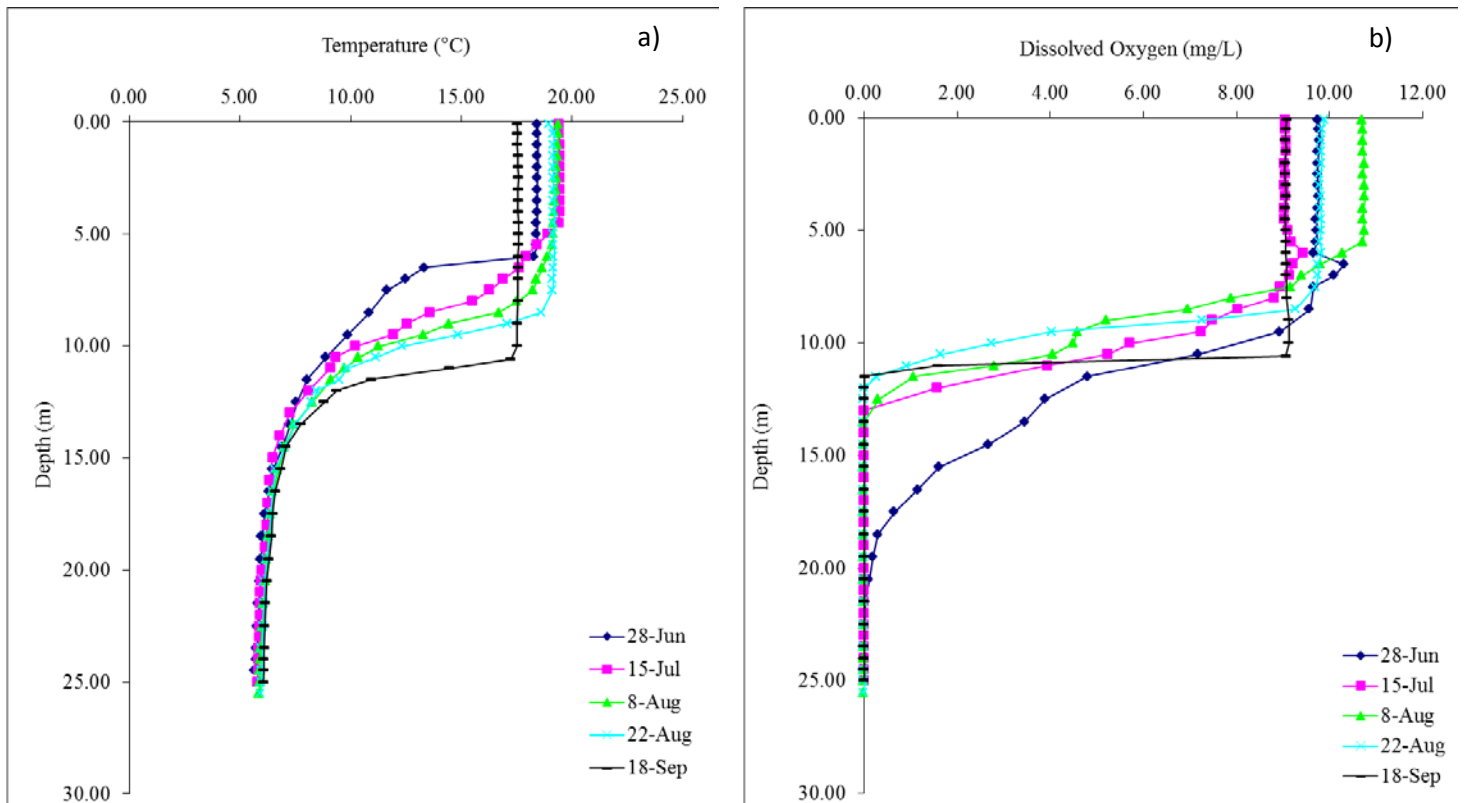 Temperature (°C)
a)
0.00 5.00 10.00 15.00 20.00 25.00
0.00
5.00
10.00
15.00
20.00
25.00
30.00
Depth (m)
28-Jun
15-Jul
8-Aug
22-Aug
18-Sep
Dissolved Oxygen (mg/L)
b)
0.00 2.00 4.00 6.00 8.00 10.00 12.00
0.00
5.00
10.00
15.00
20.00
25.00
30.00
Depth (m)
28-Jun
15-Jul
8-Aug
22-Aug
18-Sep